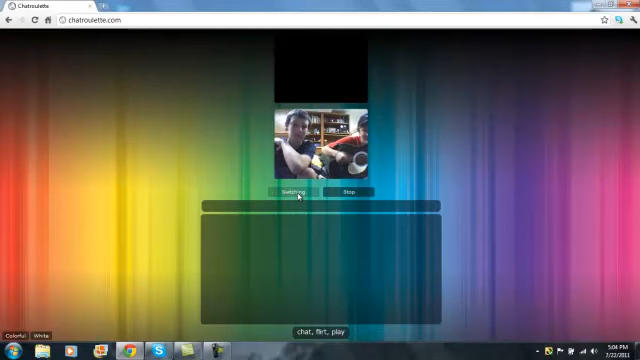 Chatroulette
chatroulette.com
Switching
Stop
chat, flirt, play
Colorful
White
5:04 PM
7/22/2011